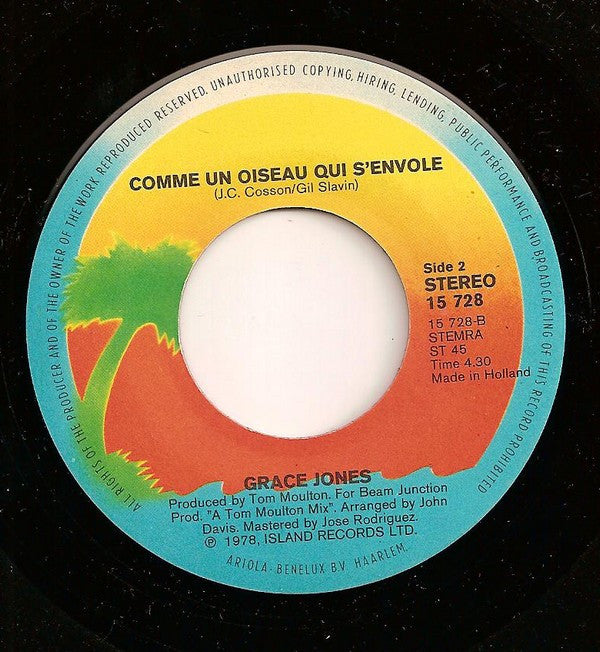 ALL RIGHTS OF THE PRODUCER AND OF THE OWNER OF THE WORK REPRODUCED RESERVED. UNAUTHORISED COPYING, HIRING, LENDING, PUBLIC PERFORMANCE AND BROADCASTING OF THIS RECORD PROHIBITED
COMME UN OISEAU QUI S'ENVOLE
(J.C. Cosson/Gil Slavin)
Side 2
STEREO
15 728
15 728-B
STEMRA
ST 45
Time 4.30
Made in Holland
GRACE JONES
Produced by Tom Moulton. For Beam Junction
Prod. "A Tom Moulton Mix". Arranged by John
Davis. Mastered by Jose Rodriguez.
℗ 1978, ISLAND RECORDS LTD.
ARIOLA-BENELUX B.V. HAARLEM.